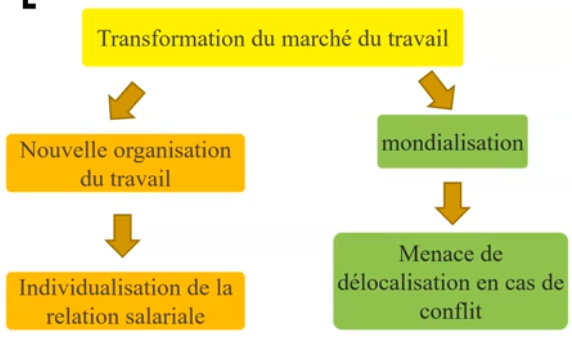 Transformation du marché du travail
Nouvelle organisation
du travail
mondialisation
Individualisation de la
relation salariale
Menace de
délocalisation en cas de
conflit